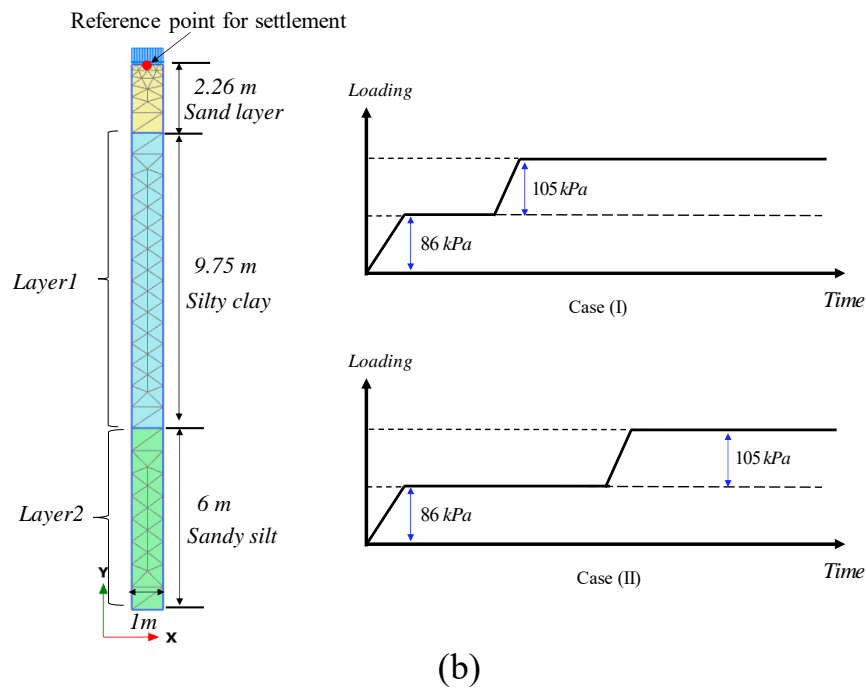 Reference point for settlement
2.26 m
Sand layer
Layer1
9.75 m
Silty clay
Layer2
6 m
Sandy silt
Y
1m
X
Loading
105 kPa
86 kPa
Time
Case (I)
Loading
105 kPa
86 kPa
Time
Case (II)
(b)